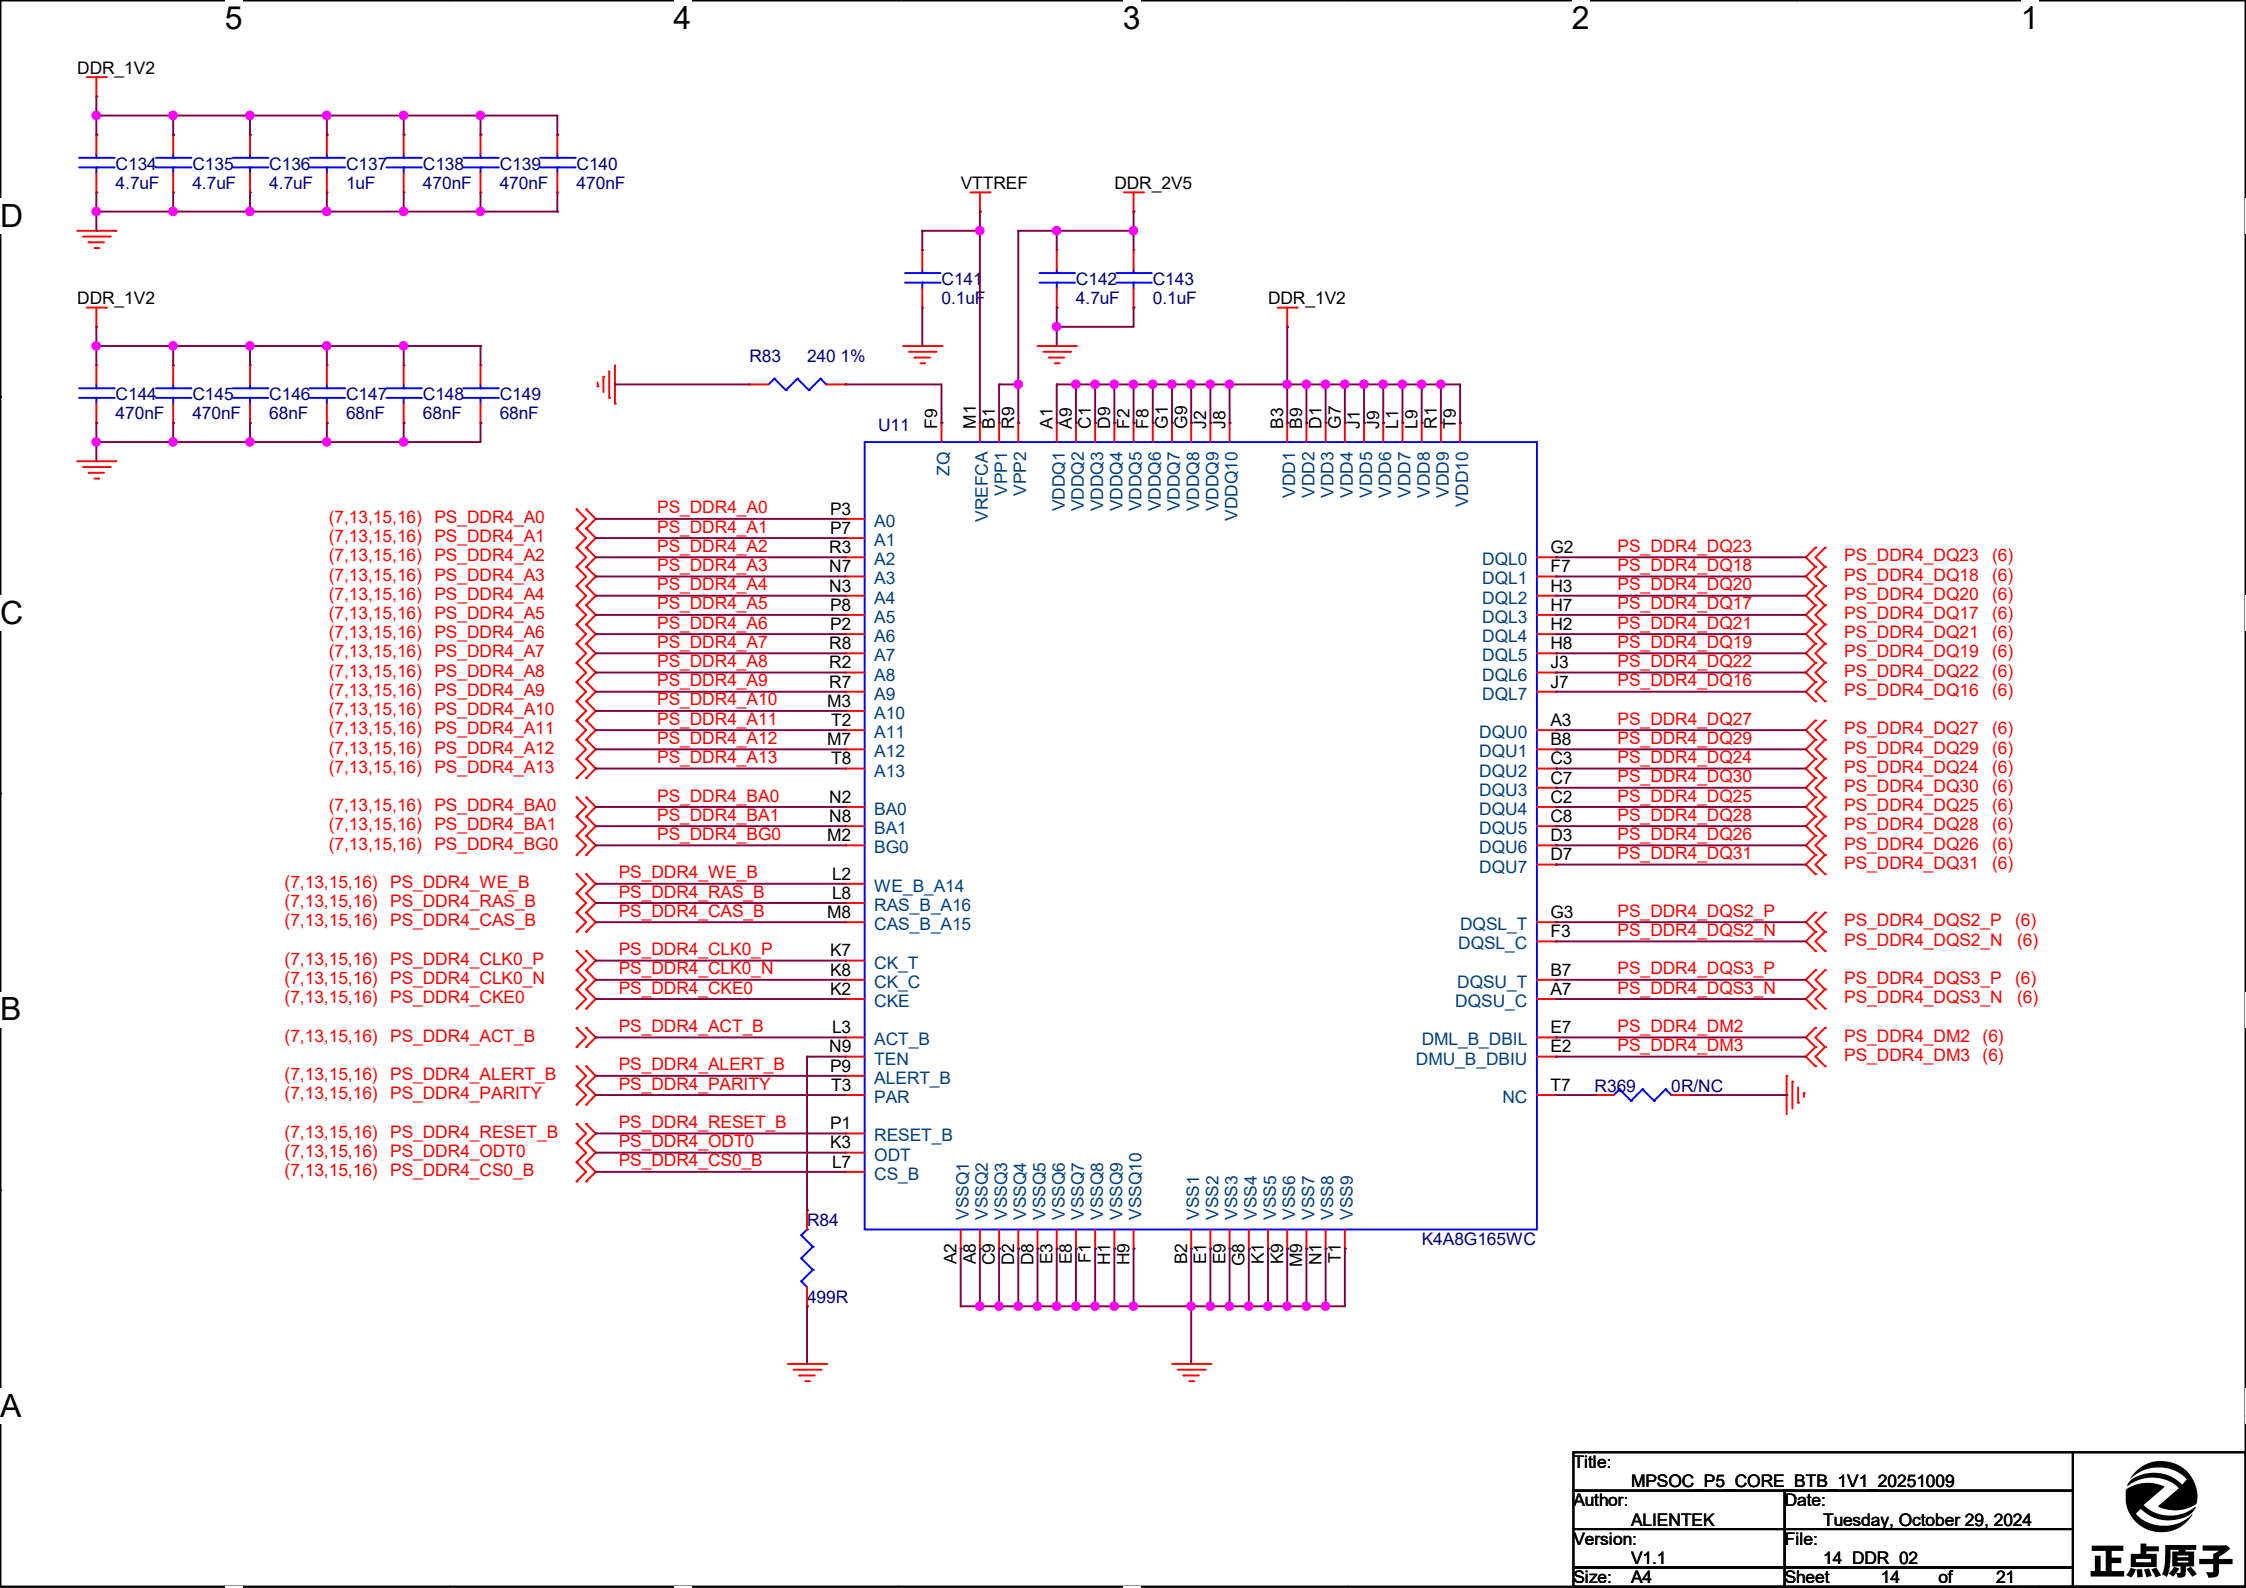 5 4 3 2 1
D
C
B
A
DDR_1V2
C134 4.7uF
C135 4.7uF
C136 4.7uF
C137 1uF
C138 470nF
C139 470nF
C140 470nF
DDR_1V2
C144 470nF
C145 470nF
C146 68nF
C147 68nF
C148 68nF
C149 68nF
VTTREF
C141 0.1uF
DDR_2V5
C142 4.7uF
C143 0.1uF
DDR_1V2
R83 240 1%
U11
F9 M1 B1 R9 A1 A9 C1 D9 F2 F8 G1 G9 J2 J8 B3 B9 D1 G7 J1 J9 L1 L9 R1 T9
ZQ VREFCA VPP1 VPP2 VDDQ1 VDDQ2 VDDQ3 VDDQ4 VDDQ5 VDDQ6 VDDQ7 VDDQ8 VDDQ9 VDDQ10 VDD1 VDD2 VDD3 VDD4 VDD5 VDD6 VDD7 VDD8 VDD9 VDD10
(7,13,15,16) PS_DDR4_A0 PS_DDR4_A0 P3 A0
(7,13,15,16) PS_DDR4_A1 PS_DDR4_A1 P7 A1
(7,13,15,16) PS_DDR4_A2 PS_DDR4_A2 R3 A2
(7,13,15,16) PS_DDR4_A3 PS_DDR4_A3 N7 A3
(7,13,15,16) PS_DDR4_A4 PS_DDR4_A4 N3 A4
(7,13,15,16) PS_DDR4_A5 PS_DDR4_A5 P8 A5
(7,13,15,16) PS_DDR4_A6 PS_DDR4_A6 P2 A6
(7,13,15,16) PS_DDR4_A7 PS_DDR4_A7 R8 A7
(7,13,15,16) PS_DDR4_A8 PS_DDR4_A8 R2 A8
(7,13,15,16) PS_DDR4_A9 PS_DDR4_A9 R7 A9
(7,13,15,16) PS_DDR4_A10 PS_DDR4_A10 M3 A10
(7,13,15,16) PS_DDR4_A11 PS_DDR4_A11 T2 A11
(7,13,15,16) PS_DDR4_A12 PS_DDR4_A12 M7 A12
(7,13,15,16) PS_DDR4_A13 PS_DDR4_A13 T8 A13
(7,13,15,16) PS_DDR4_BA0 PS_DDR4_BA0 N2 BA0
(7,13,15,16) PS_DDR4_BA1 PS_DDR4_BA1 N8 BA1
(7,13,15,16) PS_DDR4_BG0 PS_DDR4_BG0 M2 BG0
(7,13,15,16) PS_DDR4_WE_B PS_DDR4_WE_B L2 WE_B_A14
(7,13,15,16) PS_DDR4_RAS_B PS_DDR4_RAS_B L8 RAS_B_A16
(7,13,15,16) PS_DDR4_CAS_B PS_DDR4_CAS_B M8 CAS_B_A15
(7,13,15,16) PS_DDR4_CLK0_P PS_DDR4_CLK0_P K7 CK_T
(7,13,15,16) PS_DDR4_CLK0_N PS_DDR4_CLK0_N K8 CK_C
(7,13,15,16) PS_DDR4_CKE0 PS_DDR4_CKE0 K2 CKE
(7,13,15,16) PS_DDR4_ACT_B PS_DDR4_ACT_B L3 ACT_B
N9 TEN
(7,13,15,16) PS_DDR4_ALERT_B PS_DDR4_ALERT_B P9 ALERT_B
(7,13,15,16) PS_DDR4_PARITY PS_DDR4_PARITY T3 PAR
(7,13,15,16) PS_DDR4_RESET_B PS_DDR4_RESET_B P1 RESET_B
(7,13,15,16) PS_DDR4_ODT0 PS_DDR4_ODT0 K3 ODT
(7,13,15,16) PS_DDR4_CS0_B PS_DDR4_CS0_B L7 CS_B
R84 499R
DQL0 G2 PS_DDR4_DQ23 PS_DDR4_DQ23 (6)
DQL1 F7 PS_DDR4_DQ18 PS_DDR4_DQ18 (6)
DQL2 H3 PS_DDR4_DQ20 PS_DDR4_DQ20 (6)
DQL3 H7 PS_DDR4_DQ17 PS_DDR4_DQ17 (6)
DQL4 H2 PS_DDR4_DQ21 PS_DDR4_DQ21 (6)
DQL5 H8 PS_DDR4_DQ19 PS_DDR4_DQ19 (6)
DQL6 J3 PS_DDR4_DQ22 PS_DDR4_DQ22 (6)
DQL7 J7 PS_DDR4_DQ16 PS_DDR4_DQ16 (6)
DQU0 A3 PS_DDR4_DQ27 PS_DDR4_DQ27 (6)
DQU1 B8 PS_DDR4_DQ29 PS_DDR4_DQ29 (6)
DQU2 C3 PS_DDR4_DQ24 PS_DDR4_DQ24 (6)
DQU3 C7 PS_DDR4_DQ30 PS_DDR4_DQ30 (6)
DQU4 C2 PS_DDR4_DQ25 PS_DDR4_DQ25 (6)
DQU5 C8 PS_DDR4_DQ28 PS_DDR4_DQ28 (6)
DQU6 D3 PS_DDR4_DQ26 PS_DDR4_DQ26 (6)
DQU7 D7 PS_DDR4_DQ31 PS_DDR4_DQ31 (6)
DQSL_T G3 PS_DDR4_DQS2_P PS_DDR4_DQS2_P (6)
DQSL_C F3 PS_DDR4_DQS2_N PS_DDR4_DQS2_N (6)
DQSU_T B7 PS_DDR4_DQS3_P PS_DDR4_DQS3_P (6)
DQSU_C A7 PS_DDR4_DQS3_N PS_DDR4_DQS3_N (6)
DML_B_DBIL E7 PS_DDR4_DM2 PS_DDR4_DM2 (6)
DMU_B_DBIU E2 PS_DDR4_DM3 PS_DDR4_DM3 (6)
NC T7 R369 0R/NC
VSSQ1 VSSQ2 VSSQ3 VSSQ4 VSSQ5 VSSQ6 VSSQ7 VSSQ8 VSSQ9 VSSQ10 VSS1 VSS2 VSS3 VSS4 VSS5 VSS6 VSS7 VSS8 VSS9
A2 A8 C9 D2 D8 E3 E8 F1 H1 H9 B2 E1 E9 G8 K1 K9 M9 N1 T1
K4A8G165WC
Title:
MPSOC_P5_CORE_BTB_1V1_20251009
Author: ALIENTEK
Date: Tuesday, October 29, 2024
Version: V1.1
File: 14_DDR_02
Size: A4
Sheet 14 of 21
正点原子